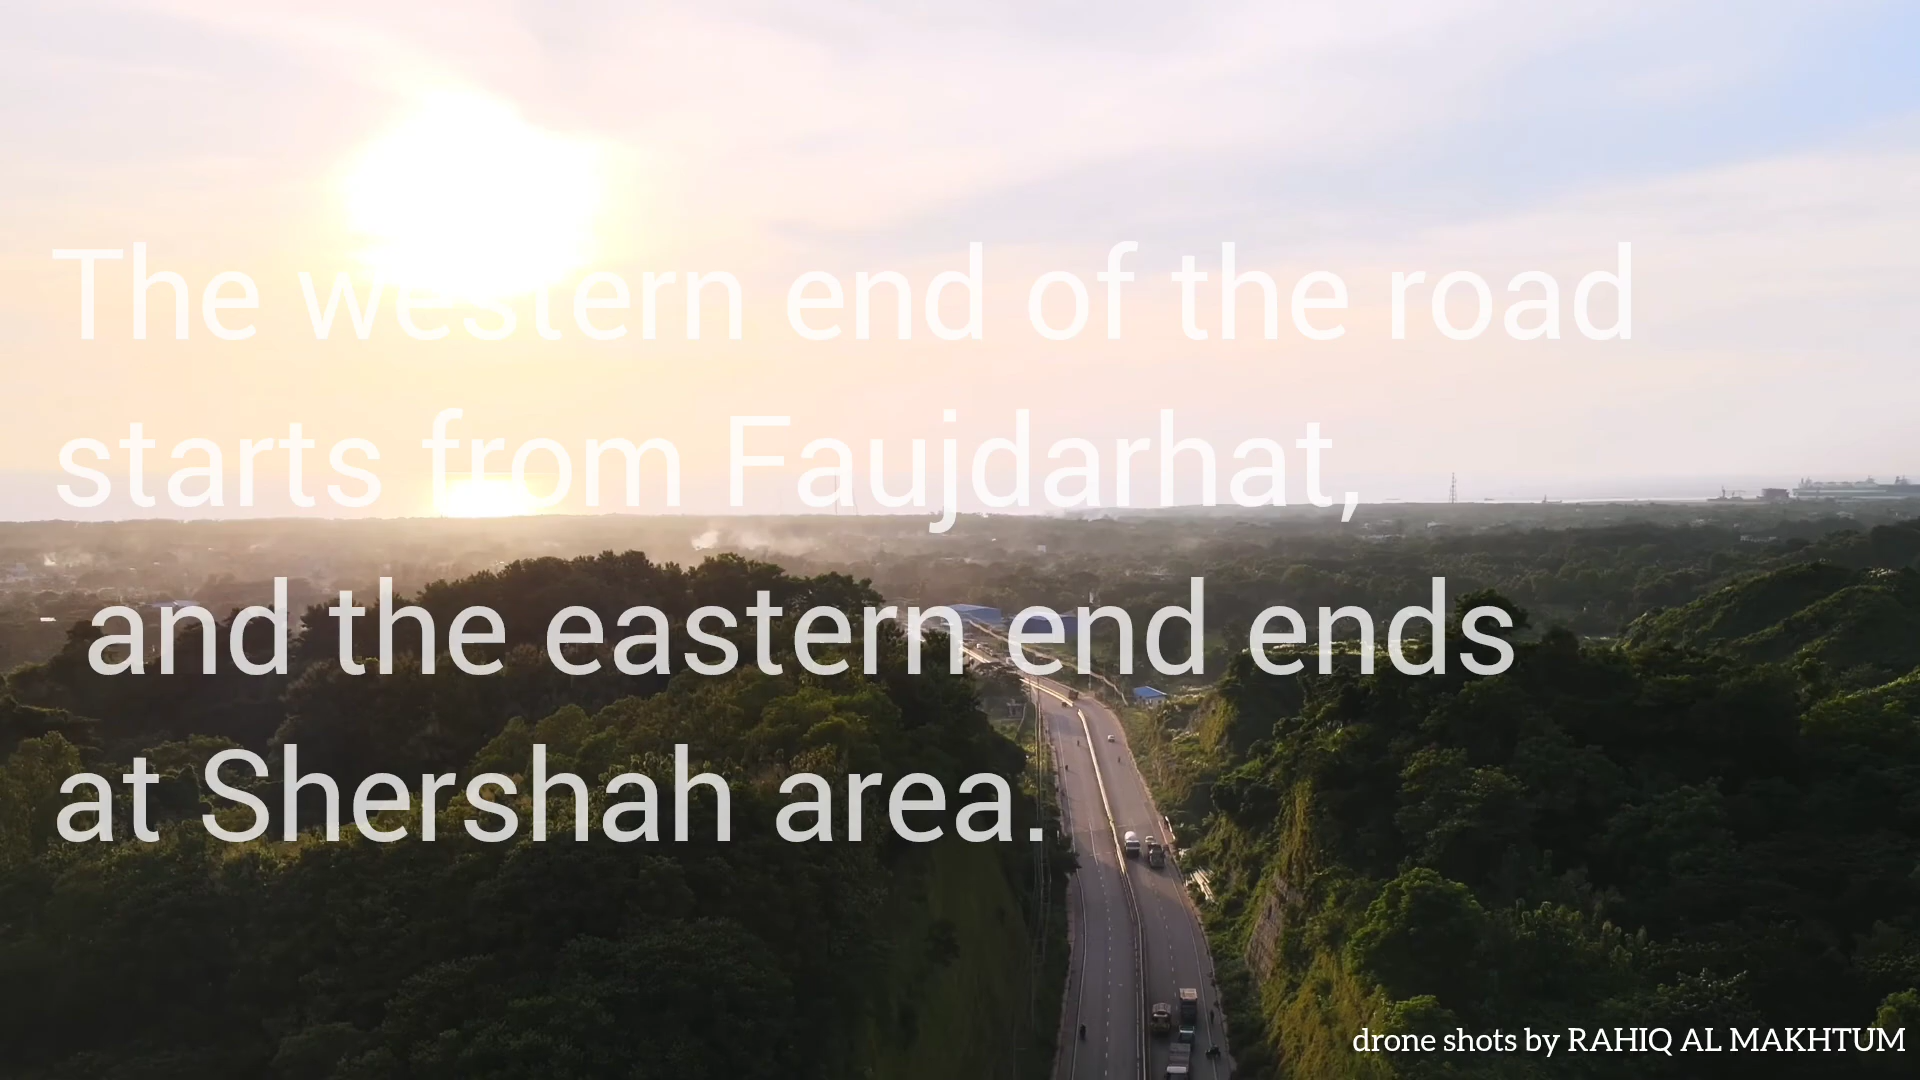 The western end of the road
starts from Faujdarhat,
and the eastern end ends
at Shershah area.
drone shots by RAHIQ AL MAKHTUM